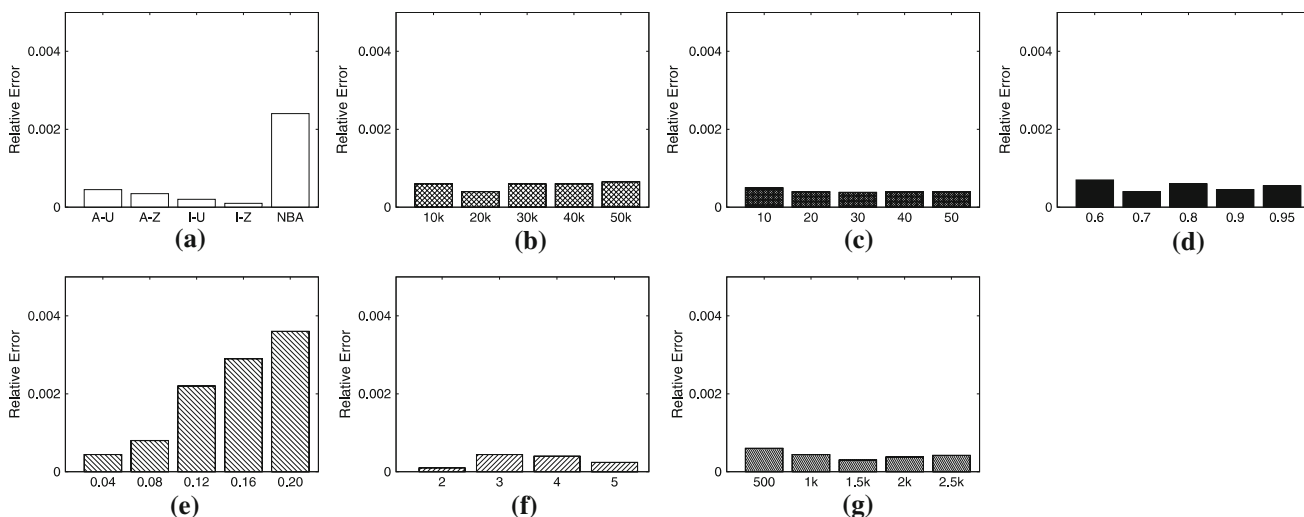 Relative Error
0.004
0.002
0
A-U A-Z I-U I-Z NBA
(a)
Relative Error
0.004
0.002
0
10k 20k 30k 40k 50k
(b)
Relative Error
0.004
0.002
0
10 20 30 40 50
(c)
Relative Error
0.004
0.002
0
0.6 0.7 0.8 0.9 0.95
(d)
Relative Error
0.004
0.002
0
0.04 0.08 0.12 0.16 0.20
(e)
Relative Error
0.004
0.002
0
2 3 4 5
(f)
Relative Error
0.004
0.002
0
500 1k 1.5k 2k 2.5k
(g)